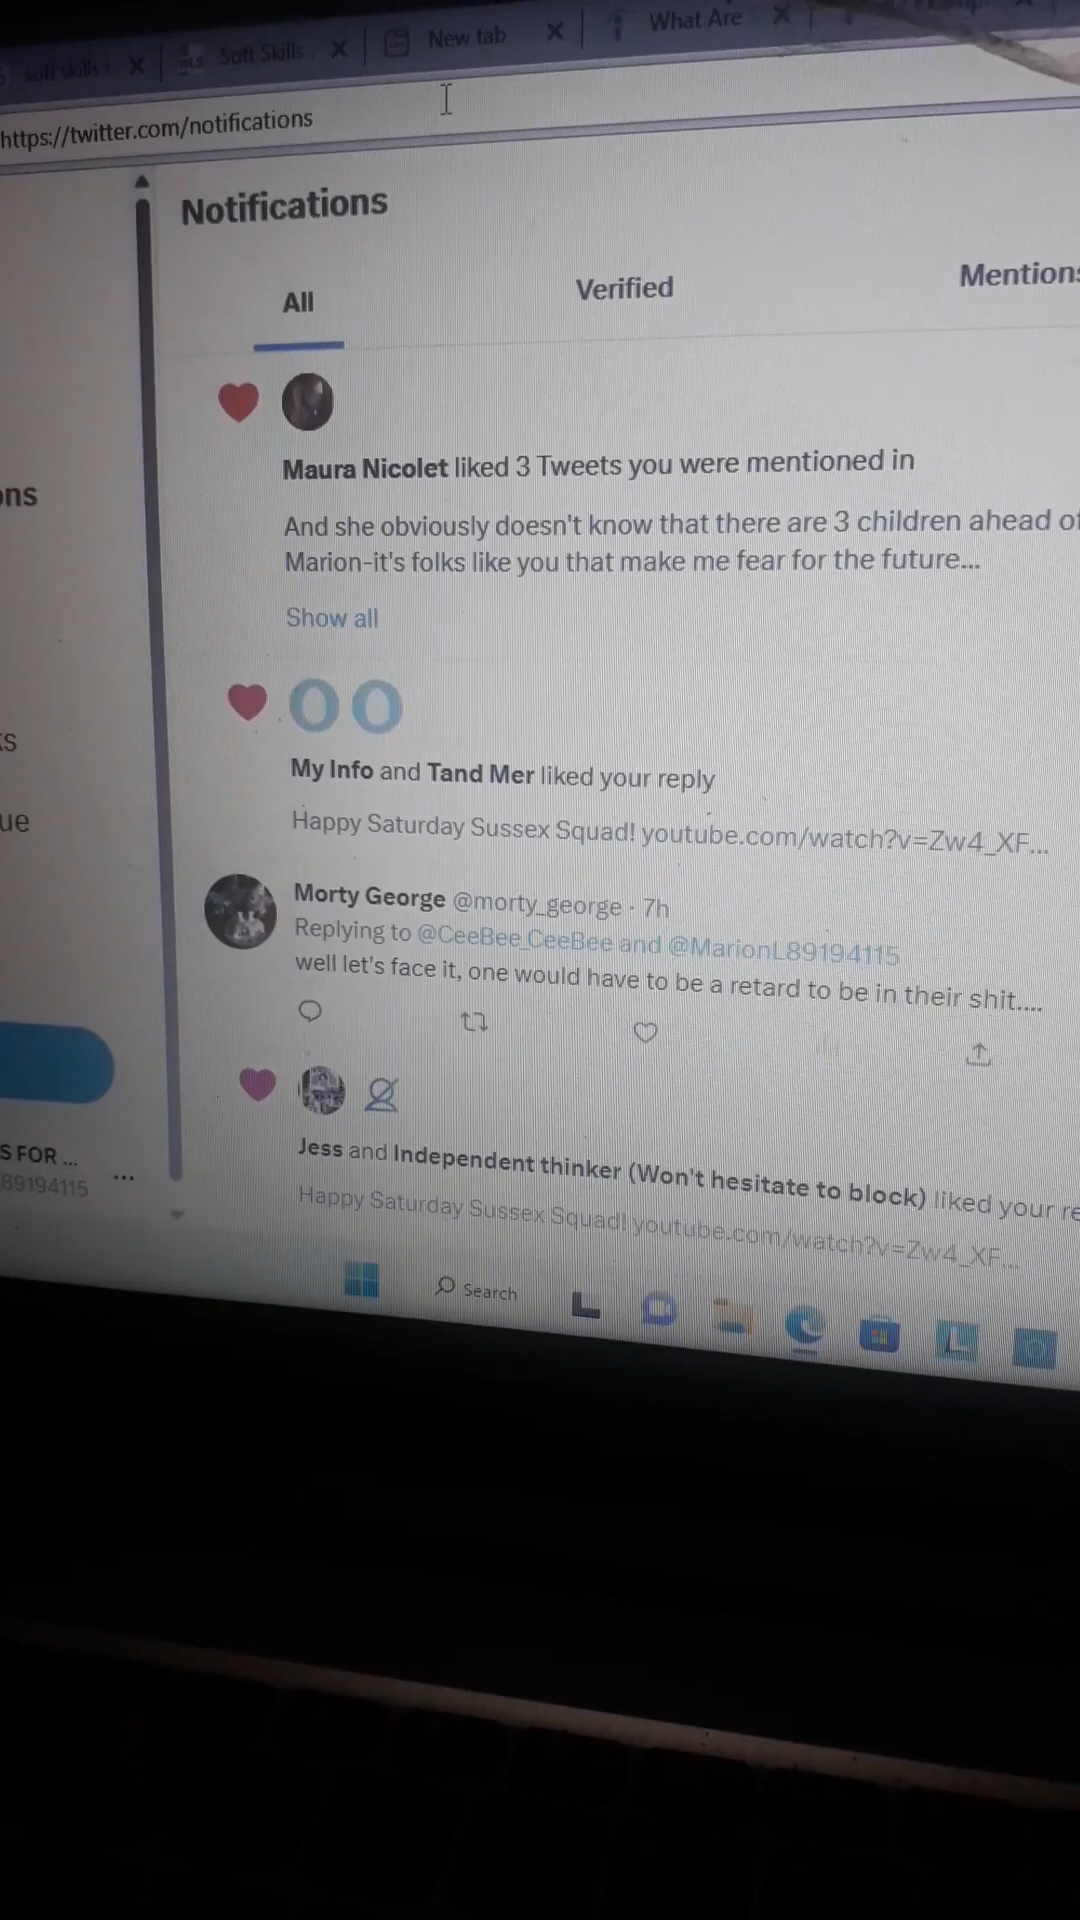 soft skills
Soft Skills
New tab
What Are
https://twitter.com/notifications
Notifications
All
Verified
Mentions
Maura Nicolet liked 3 Tweets you were mentioned in
And she obviously doesn't know that there are 3 children ahead of
Marion-it's folks like you that make me fear for the future...
Show all
My Info and Tand Mer liked your reply
Happy Saturday Sussex Squad! youtube.com/watch?v=Zw4_XF...
Morty George @morty_george · 7h
Replying to @CeeBee_CeeBee and @MarionL89194115
well let's face it, one would have to be a retard to be in their shit....
Jess and Independent thinker (Won't hesitate to block) liked your re
Happy Saturday Sussex Squad! youtube.com/watch?v=Zw4_XF...
ons
ks
ue
S FOR ...
89194115
...
Search